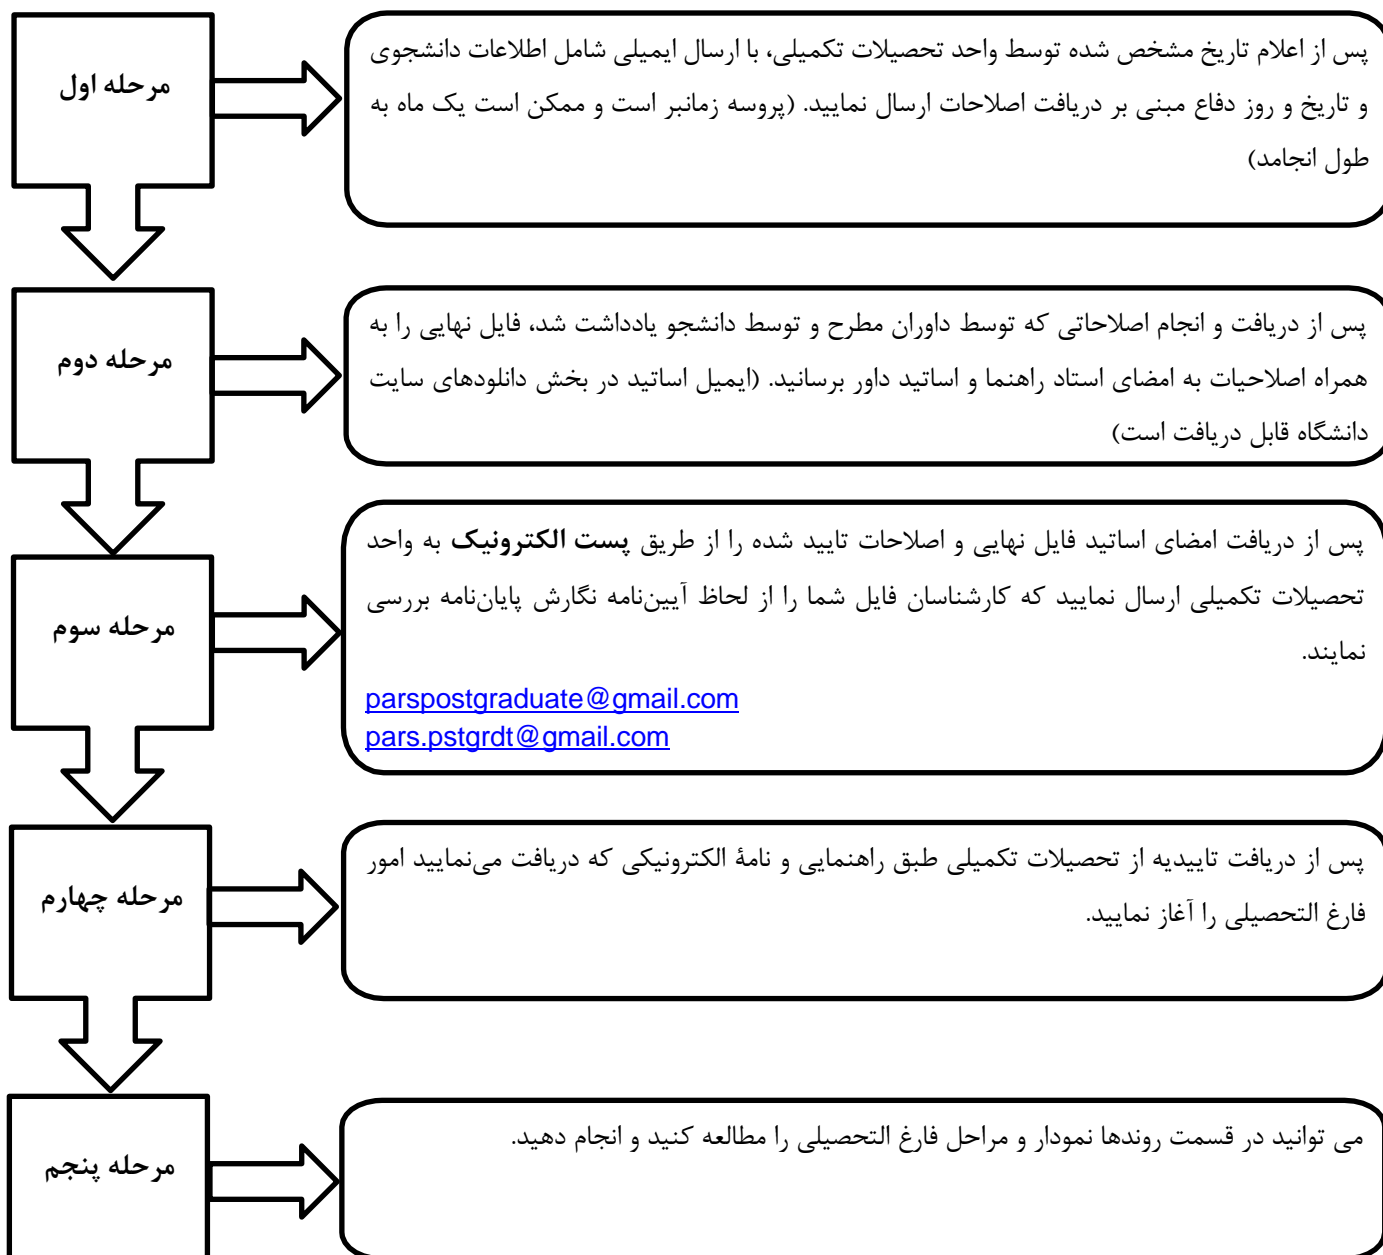 مرحله اول
پس از اعلام تاریخ مشخص شده توسط واحد تحصیلات تکمیلی، با ارسال ایمیلی شامل اطلاعات دانشجوی
و تاریخ و روز دفاع مبنی بر دریافت اصلاحات ارسال نمایید. (پروسه زمانبر است و ممکن است یک ماه به
طول انجامد)
مرحله دوم
پس از دریافت و انجام اصلاحاتی که توسط داوران مطرح و توسط دانشجو یادداشت شد، فایل نهایی را به
همراه اصلاحیات به امضای استاد راهنما و اساتید داور برسانید. (ایمیل اساتید در بخش دانلودهای سایت
دانشگاه قابل دریافت است)
مرحله سوم
پس از دریافت امضای اساتید فایل نهایی و اصلاحات تایید شده را از طریق پست الکترونیک به واحد
تحصیلات تکمیلی ارسال نمایید که کارشناسان فایل شما را از لحاظ آیین‌نامه نگارش پایان‌نامه بررسی
نمایند.
parspostgraduate@gmail.com
pars.pstgrdt@gmail.com
مرحله چهارم
پس از دریافت تاییدیه از تحصیلات تکمیلی طبق راهنمایی و نامهٔ الکترونیکی که دریافت می‌نمایید امور
فارغ التحصیلی را آغاز نمایید.
مرحله پنجم
می توانید در قسمت روندها نمودار و مراحل فارغ التحصیلی را مطالعه کنید و انجام دهید.